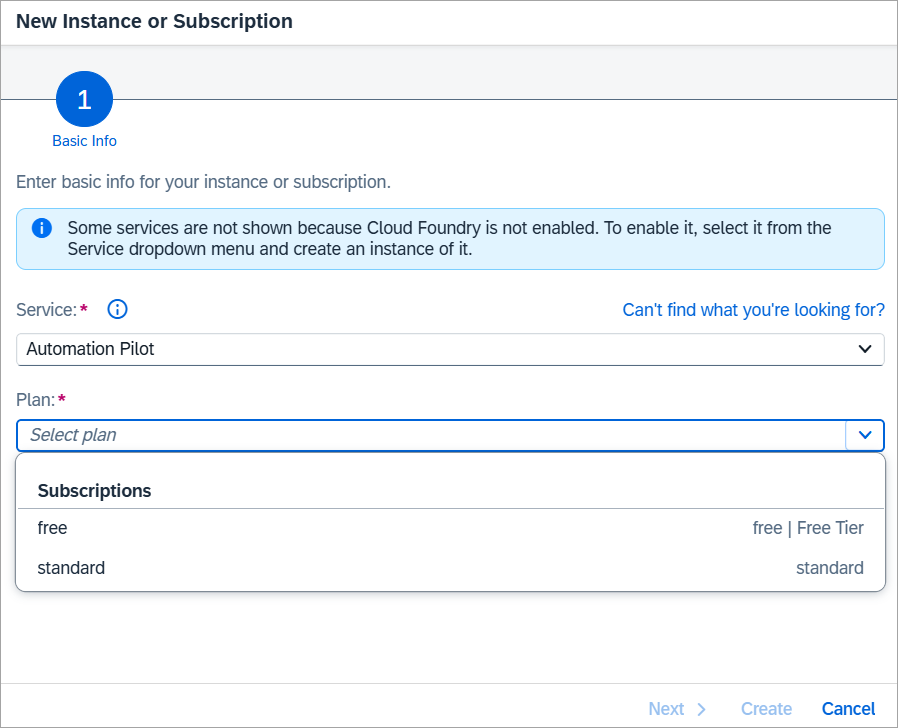 New Instance or Subscription
1
Basic Info
Enter basic info for your instance or subscription.
Some services are not shown because Cloud Foundry is not enabled. To enable it, select it from the
Service dropdown menu and create an instance of it.
Service:* Can't find what you're looking for?
Automation Pilot
Plan:*
Select plan
Subscriptions
free free | Free Tier
standard standard
Next Create Cancel